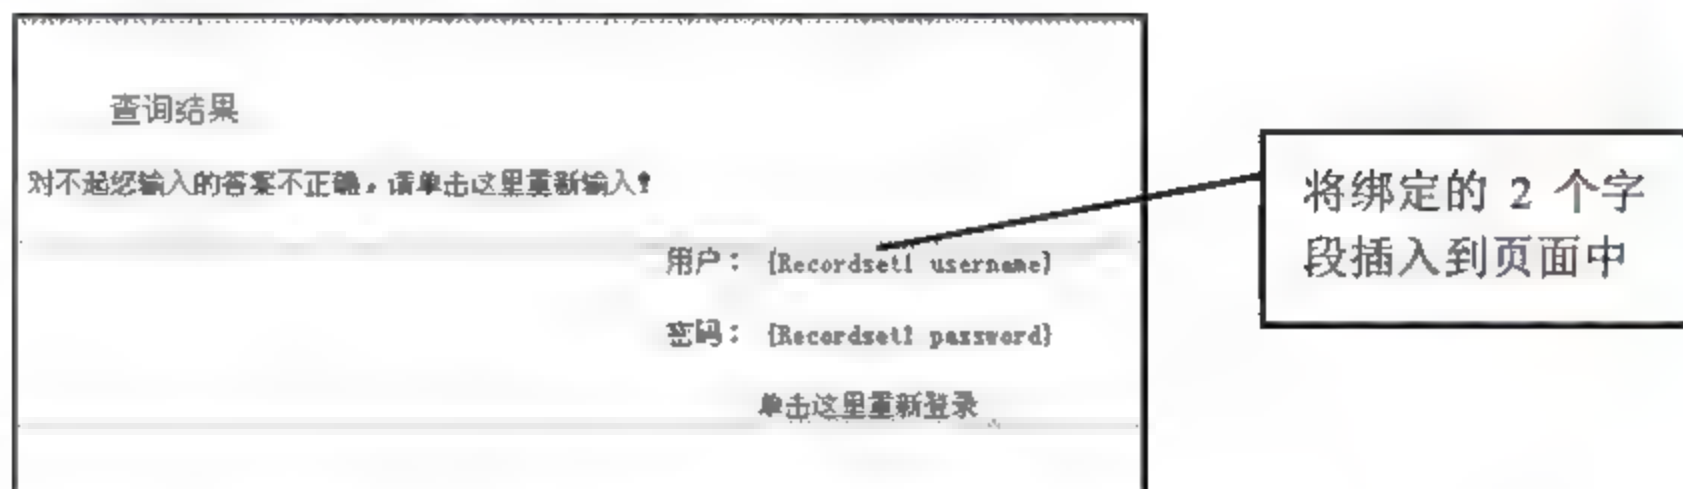 查询结果
对不起您输入的答案不正确，请单击这里重新输入！
用户：{Recordset1 username}
密码：{Recordset1 password}
单击这里重新登录
将绑定的 2 个字
段插入到页面中